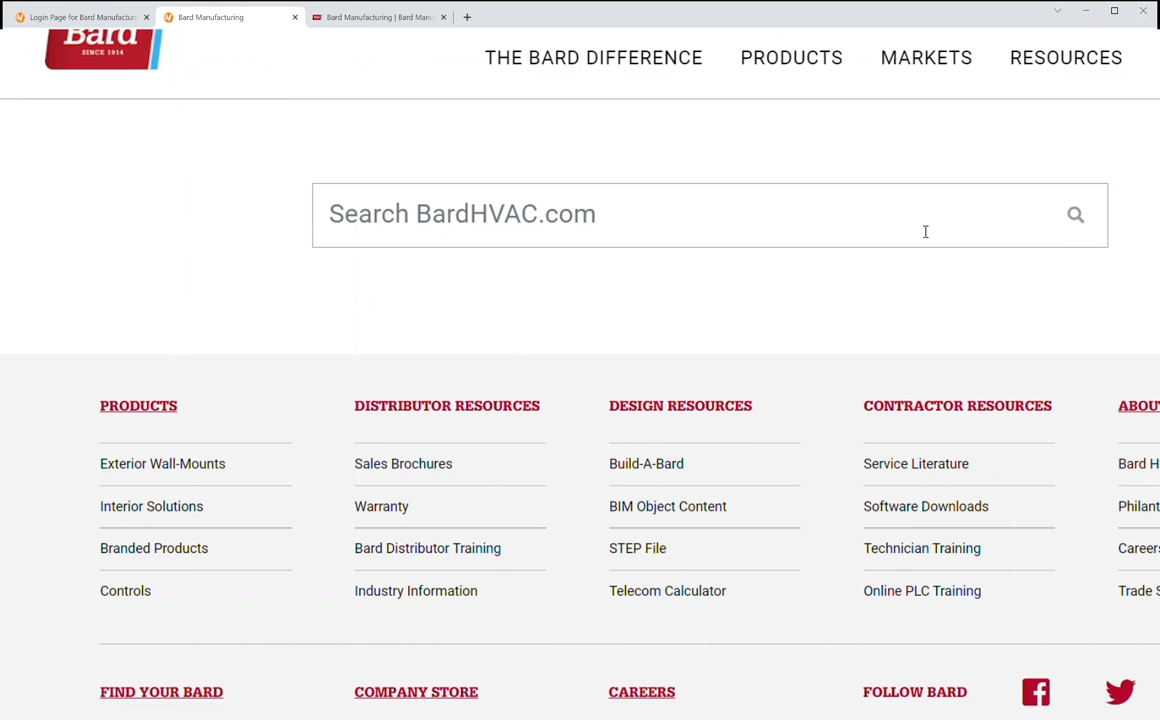 Login Page for Bard Manufacturi
Bard Manufacturing
Bard Manufacturing | Bard Manu
Bard
SINCE 1914
THE BARD DIFFERENCE PRODUCTS MARKETS RESOURCES
Search BardHVAC.com
PRODUCTS DISTRIBUTOR RESOURCES DESIGN RESOURCES CONTRACTOR RESOURCES ABOU
Exterior Wall-Mounts Sales Brochures Build-A-Bard Service Literature Bard H
Interior Solutions Warranty BIM Object Content Software Downloads Philant
Branded Products Bard Distributor Training STEP File Technician Training Careers
Controls Industry Information Telecom Calculator Online PLC Training Trade S
FIND YOUR BARD COMPANY STORE CAREERS FOLLOW BARD